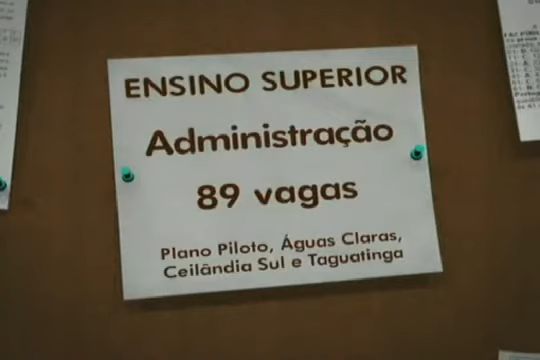 ENSINO SUPERIOR
Administração
89 vagas
Plano Piloto, Águas Claras,
Ceilândia Sul e Taguatinga